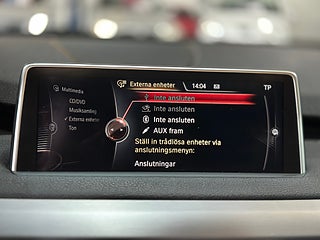 Externa enheter 14:04 TP
Multimedia
CD/DVD
Musiksamling
Externa enheter
Ton
Inte ansluten
Inte ansluten
Inte ansluten
AUX fram
Ställ in trådlösa enheter via
anslutningsmenyn:
Anslutningar